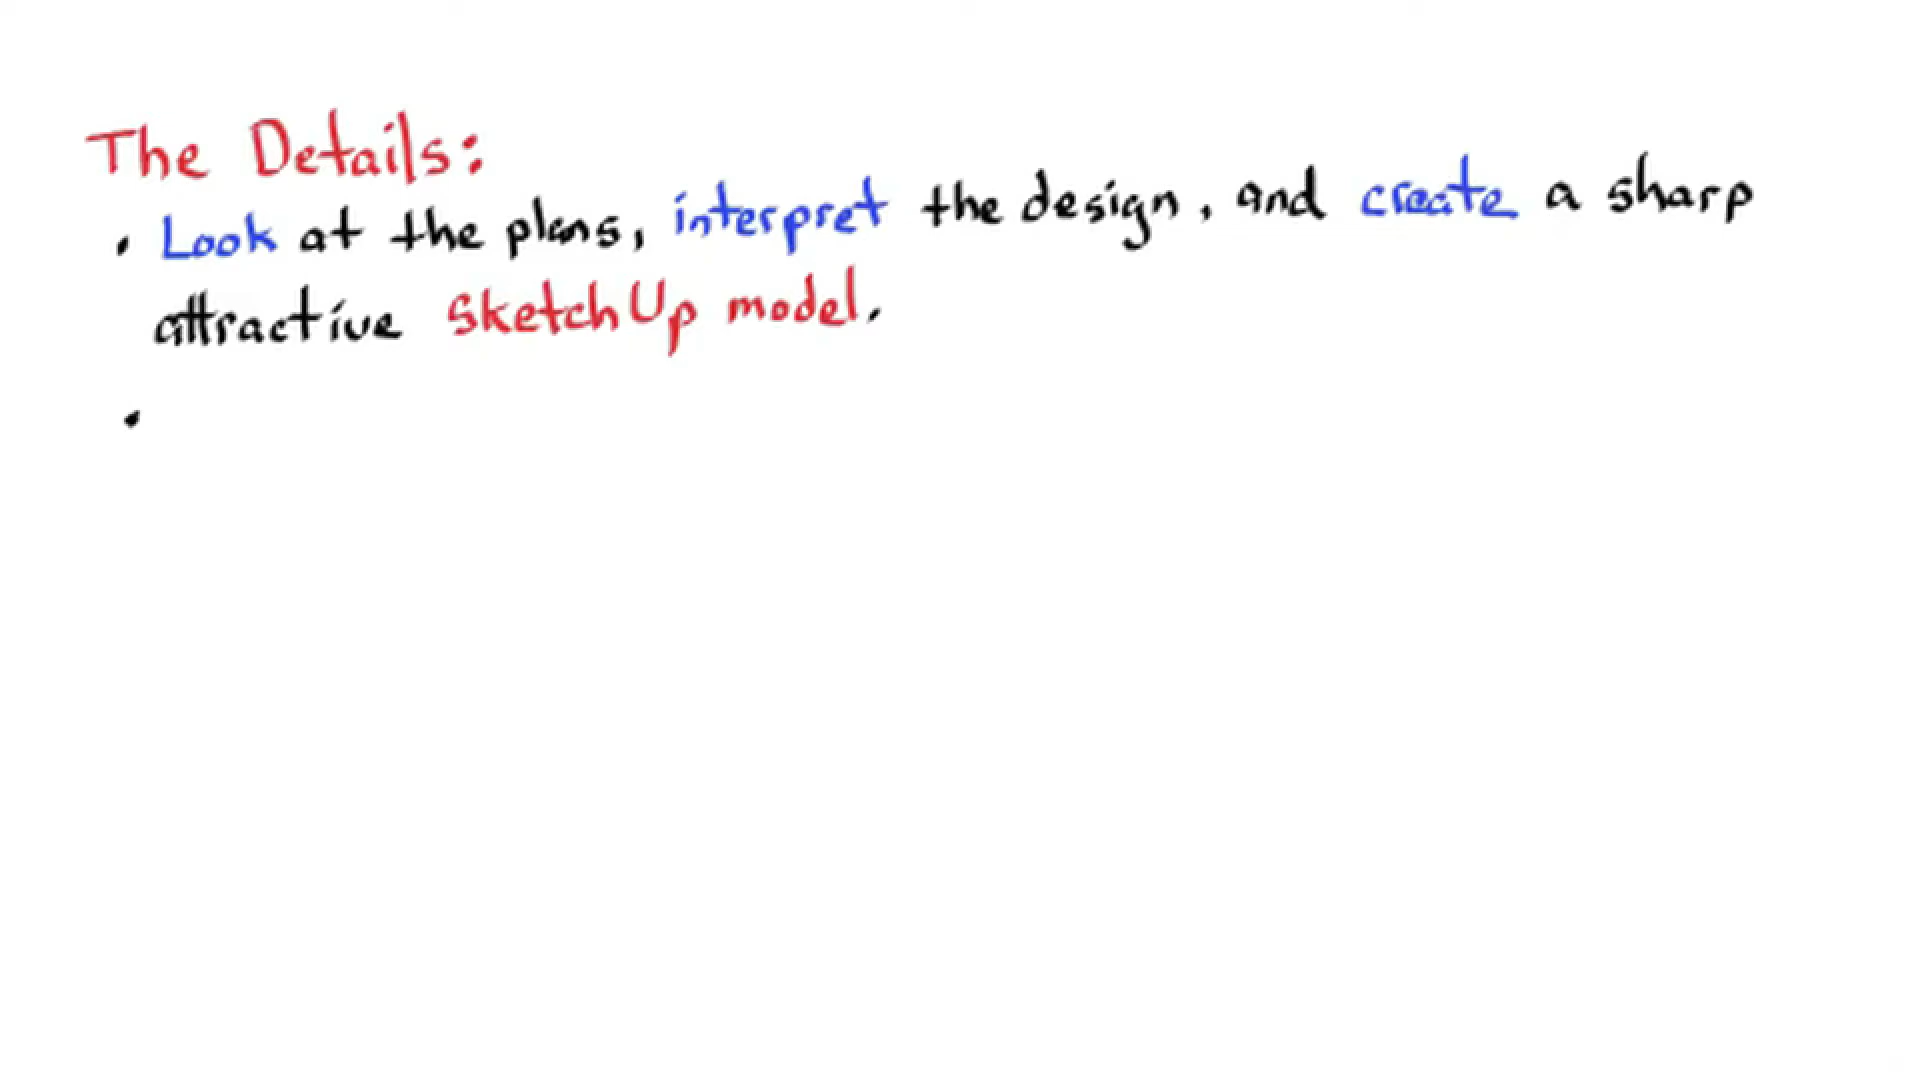 The Details:
• Look at the plans, interpret the design, and create a sharp
attractive SketchUp model.
•